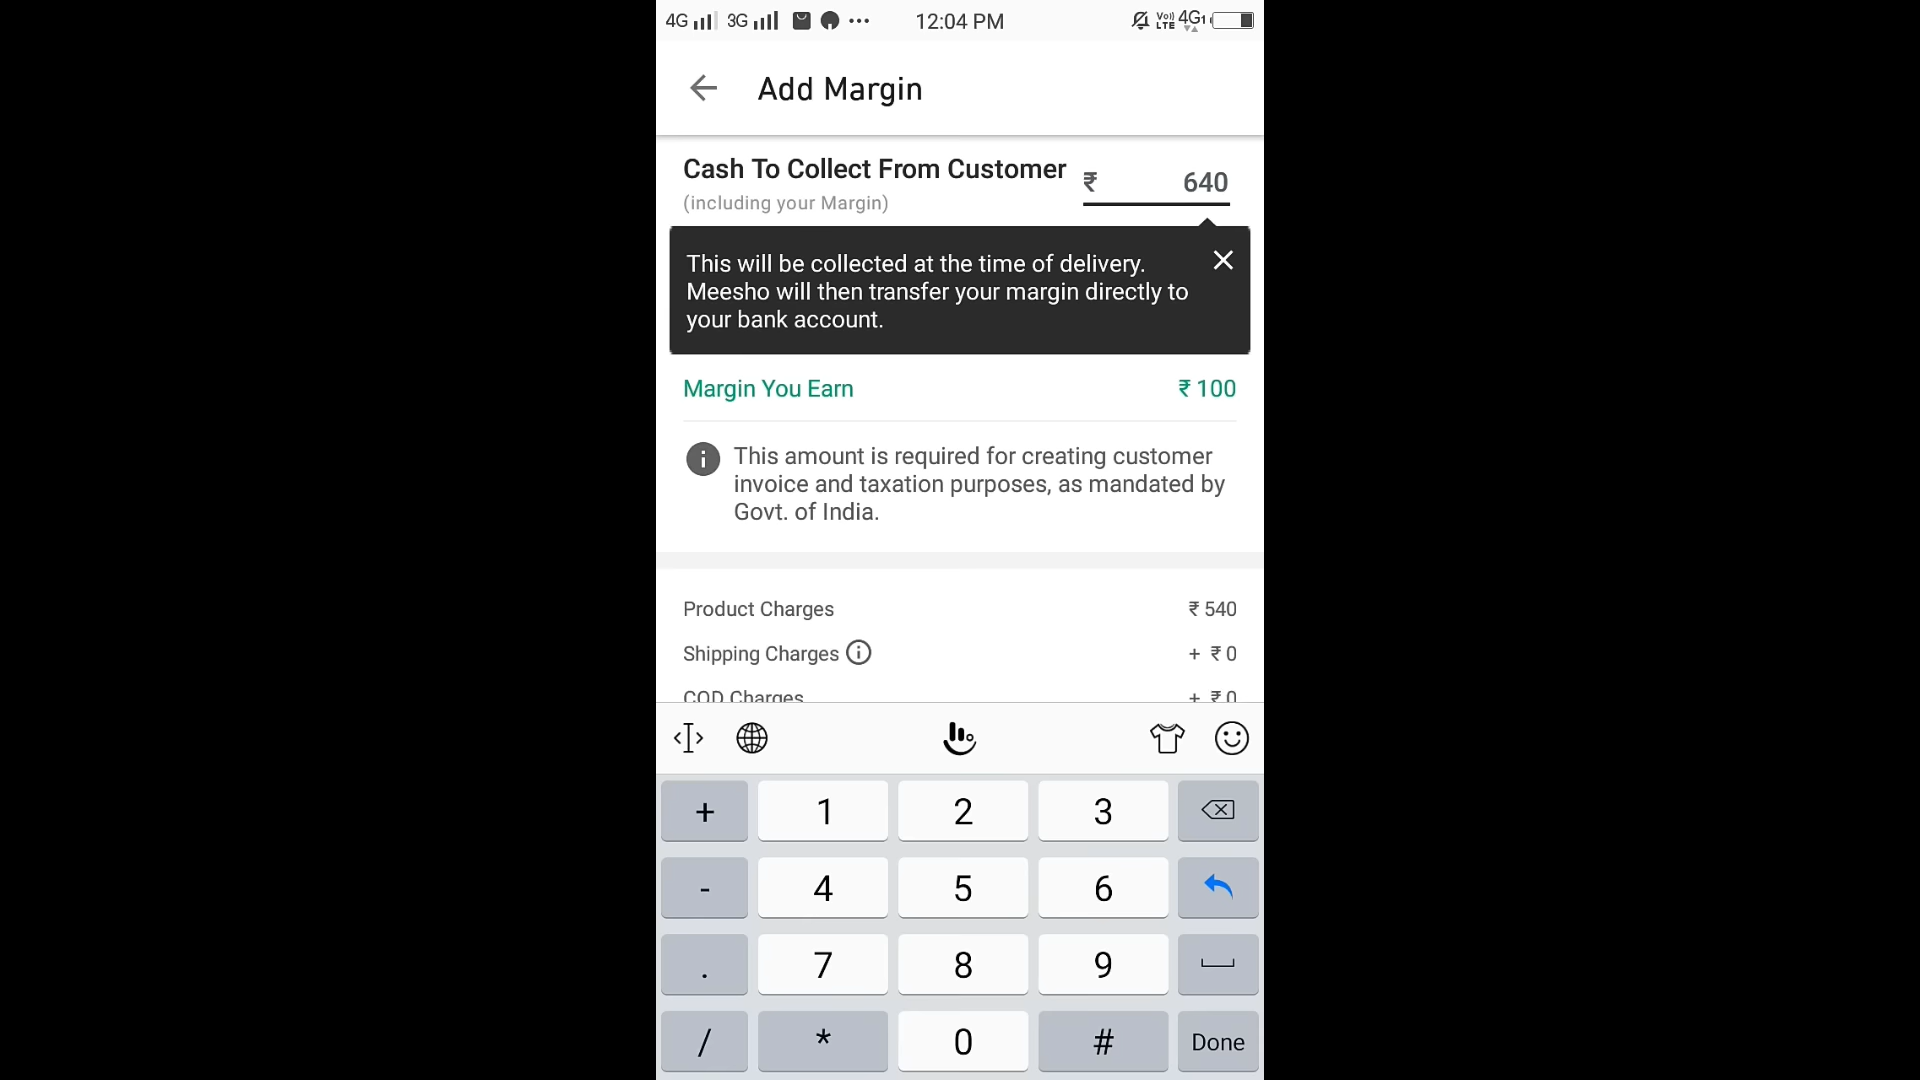 4G 3G 12:04 PM VoI) LTE 4G1
Add Margin
Cash To Collect From Customer
₹ 640
(including your Margin)
This will be collected at the time of delivery.
Meesho will then transfer your margin directly to
your bank account.
Margin You Earn ₹ 100
This amount is required for creating customer
invoice and taxation purposes, as mandated by
Govt. of India.
Product Charges ₹ 540
Shipping Charges + ₹ 0
COD Charges + ₹ 0
+ 1 2 3
- 4 5 6
. 7 8 9
/ * 0 # Done